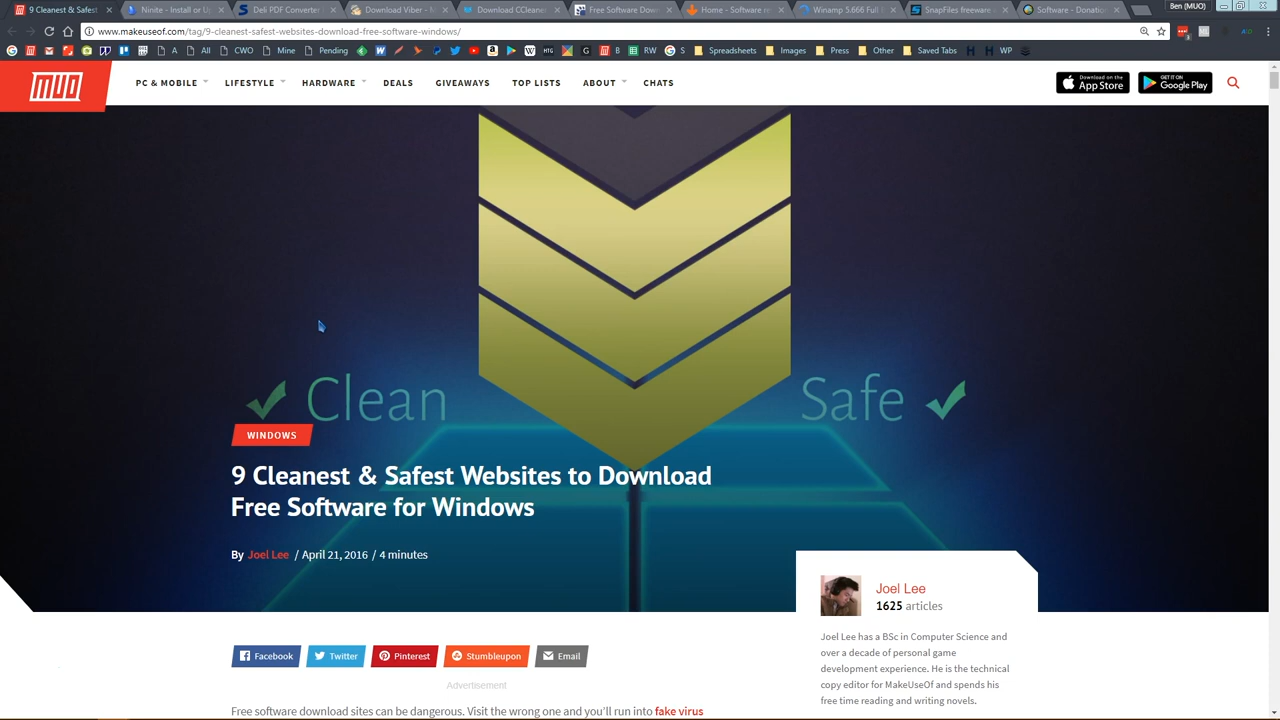 9 Cleanest & Safest
Ninite - Install or Up
Deli PDF Converter
Download Viber -
Download CCleane
Free Software Dow
Home - Software re
Winamp 5.666 Full
SnapFiles freeware
Software - Donatio
Ben (MUO)
www.makeuseof.com/tag/9-cleanest-safest-websites-download-free-software-windows/
A
All
CWO
Mine
Pending
B
RW
S
Spreadsheets
Images
Press
Other
Saved Tabs
WP
MUO
PC & MOBILE
LIFESTYLE
HARDWARE
DEALS
GIVEAWAYS
TOP LISTS
ABOUT
CHATS
Download on the
App Store
GET IT ON
Google Play
Clean
Safe
WINDOWS
9 Cleanest & Safest Websites to Download
Free Software for Windows
By Joel Lee / April 21, 2016 / 4 minutes
Joel Lee
1625 articles
Joel Lee has a BSc in Computer Science and
over a decade of personal game
development experience. He is the technical
copy editor for MakeUseOf and spends his
free time reading and writing novels.
Facebook
Twitter
Pinterest
Stumbleupon
Email
Advertisement
Free software download sites can be dangerous. Visit the wrong one and you'll run into fake virus